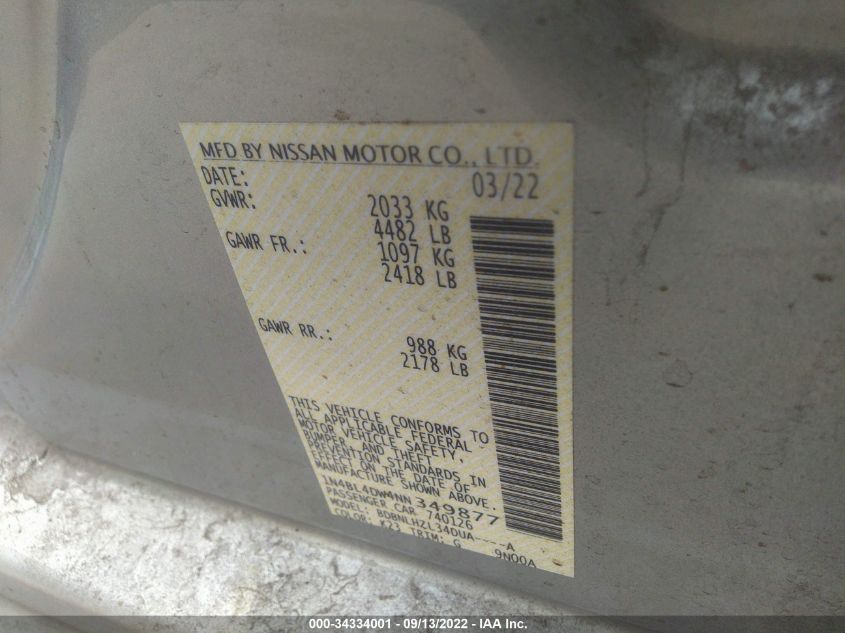 MFD BY NISSAN MOTOR CO., LTD.
DATE: 03/22
GVWR: 2033 KG
4482 LB
GAWR FR.: 1097 KG
2418 LB
GAWR RR.: 988 KG
2178 LB
THIS VEHICLE CONFORMS TO
ALL APPLICABLE FEDERAL
MOTOR VEHICLE SAFETY,
BUMPER, AND THEFT
PREVENTION STANDARDS IN
EFFECT ON THE DATE OF
MANUFACTURE SHOWN ABOVE.
1N4BL4DW4NN349877
PASSENGER CAR 740126
MODEL: BDBNLHZL34DUA----A
COLOR: K23 TRIM: G 9N00A
000-34334001 - 09/13/2022 - IAA Inc.